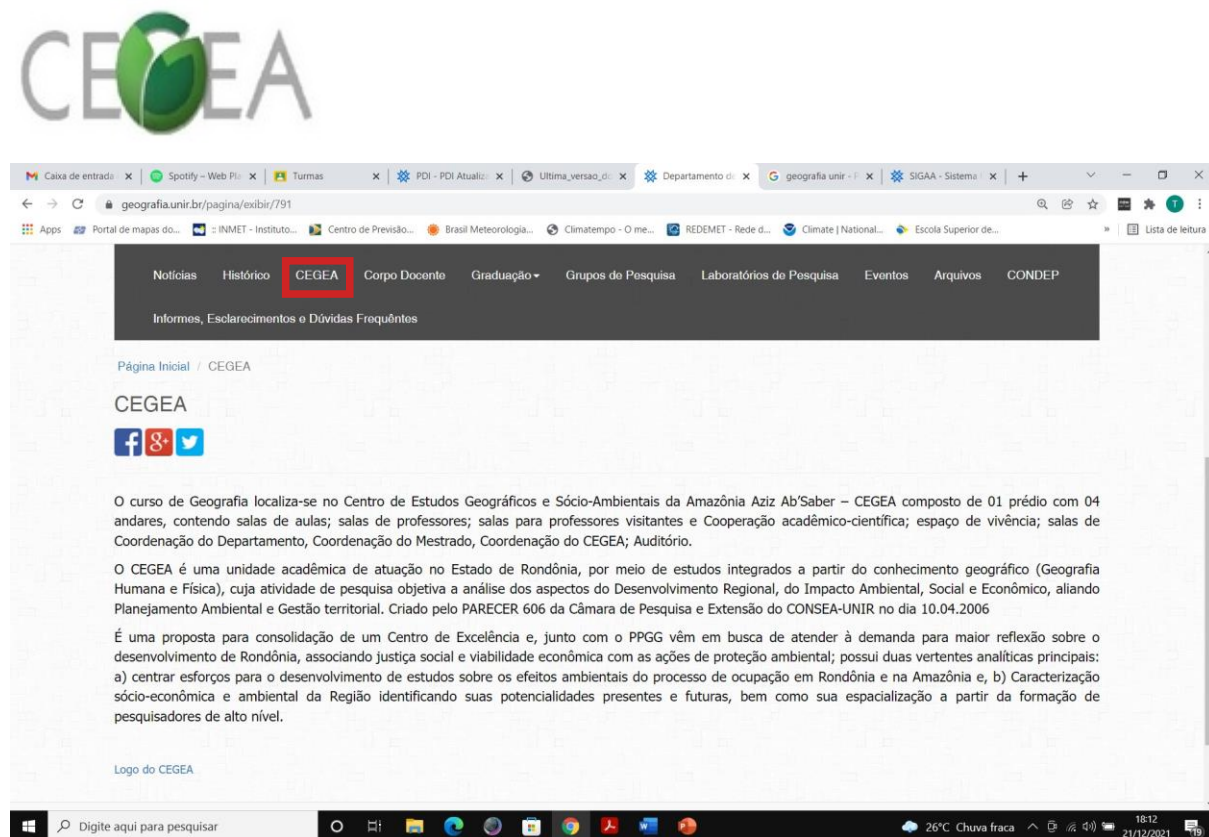 CEGEA
Caixa de entrada
Spotify – Web Pla
Turmas
PDI - PDI Atualiz
Ultima_versao_do
Departamento de
geografia unir - P
SIGAA - Sistema I
geografia.unir.br/pagina/exibir/791
Apps
Portal de mapas do...
:: INMET - Instituto...
Centro de Previsão...
Brasil Meteorologia...
Climatempo - O me...
REDEMET - Rede d...
Climate | National...
Escola Superior de...
»
Lista de leitura
Notícias Histórico CEGEA Corpo Docente Graduação Grupos de Pesquisa Laboratórios de Pesquisa Eventos Arquivos CONDEP
Informes, Esclarecimentos e Dúvidas Frequêntes
Página Inicial / CEGEA
CEGEA
O curso de Geografia localiza-se no Centro de Estudos Geográficos e Sócio-Ambientais da Amazônia Aziz Ab'Saber – CEGEA composto de 01 prédio com 04
andares, contendo salas de aulas; salas de professores; salas para professores visitantes e Cooperação acadêmico-científica; espaço de vivência; salas de
Coordenação do Departamento, Coordenação do Mestrado, Coordenação do CEGEA; Auditório.
O CEGEA é uma unidade acadêmica de atuação no Estado de Rondônia, por meio de estudos integrados a partir do conhecimento geográfico (Geografia
Humana e Física), cuja atividade de pesquisa objetiva a análise dos aspectos do Desenvolvimento Regional, do Impacto Ambiental, Social e Econômico, aliando
Planejamento Ambiental e Gestão territorial. Criado pelo PARECER 606 da Câmara de Pesquisa e Extensão do CONSEA-UNIR no dia 10.04.2006
É uma proposta para consolidação de um Centro de Excelência e, junto com o PPGG vêm em busca de atender à demanda para maior reflexão sobre o
desenvolvimento de Rondônia, associando justiça social e viabilidade econômica com as ações de proteção ambiental; possui duas vertentes analíticas principais:
a) centrar esforços para o desenvolvimento de estudos sobre os efeitos ambientais do processo de ocupação em Rondônia e na Amazônia e, b) Caracterização
sócio-econômica e ambiental da Região identificando suas potencialidades presentes e futuras, bem como sua espacialização a partir da formação de
pesquisadores de alto nível.
Logo do CEGEA
Digite aqui para pesquisar
26°C Chuva fraca
18:12
21/12/2021
19